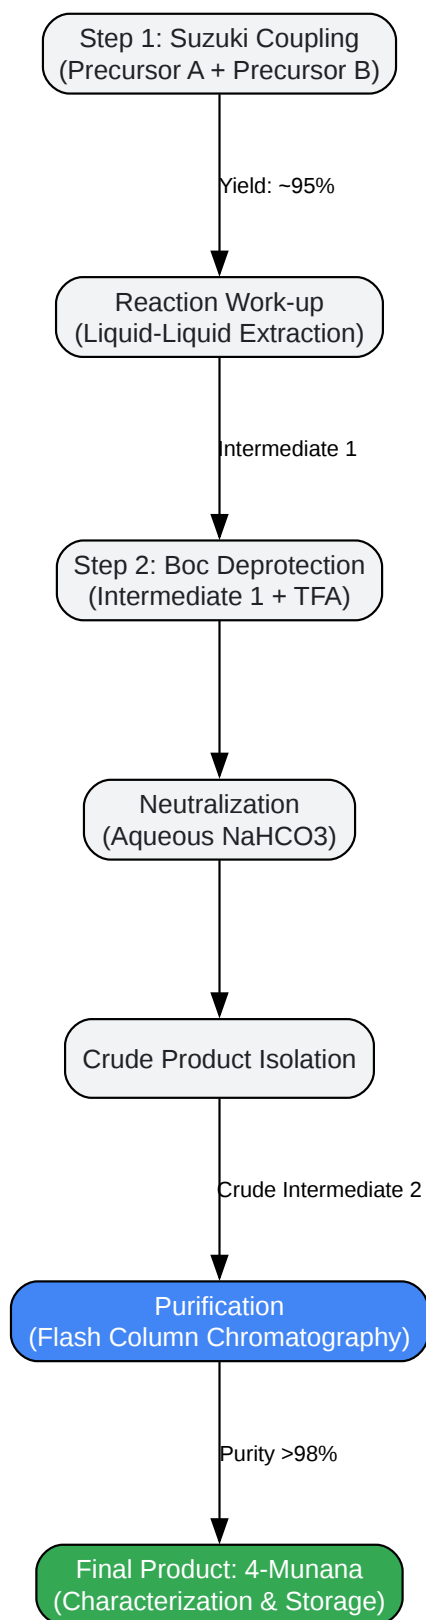 Step 1: Suzuki Coupling
(Precursor A + Precursor B)
Yield: ~95%
Reaction Work-up
(Liquid-Liquid Extraction)
Intermediate 1
Step 2: Boc Deprotection
(Intermediate 1 + TFA)
Neutralization
(Aqueous NaHCO3)
Crude Product Isolation
Crude Intermediate 2
Purification
(Flash Column Chromatography)
Purity >98%
Final Product: 4-Munana
(Characterization & Storage)